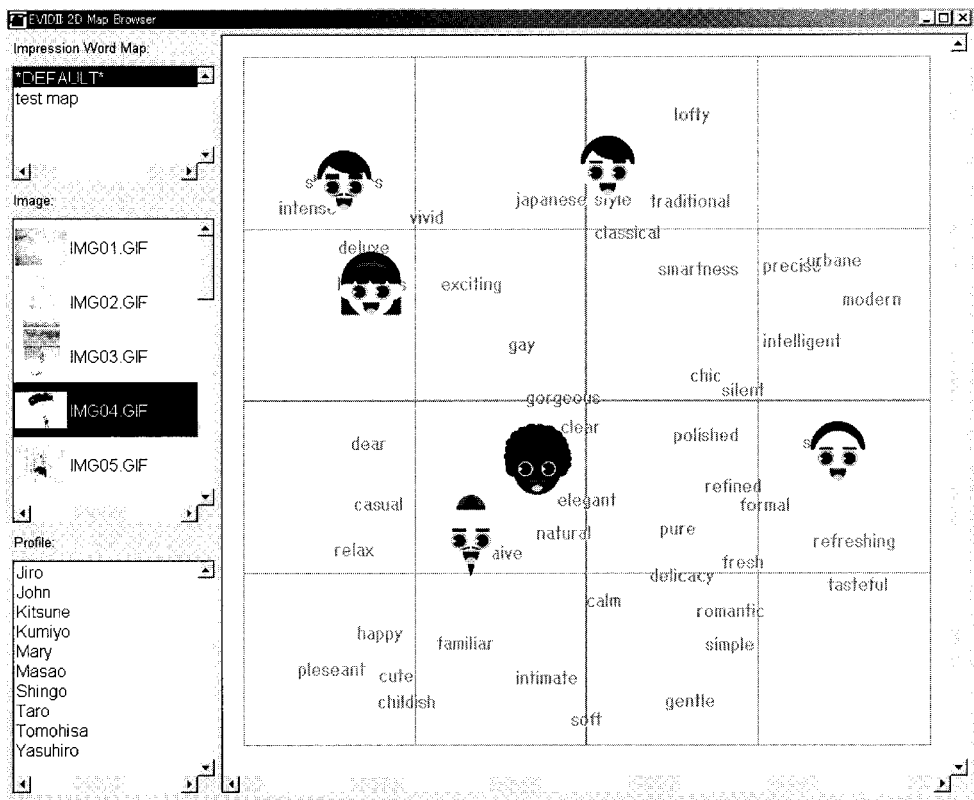 EVIDII 2D Map Browser
Impression Word Map:
*DEFAULT*
test map
Image:
IMG01.GIF
IMG02.GIF
IMG03.GIF
IMG04.GIF
IMG05.GIF
Profile:
Jiro
John
Kitsune
Kumiyo
Mary
Masao
Shingo
Taro
Tomohisa
Yasuhiro
lofty
intense
vivid
japanese style
traditional
classical
deluxe
exciting
smartness
precise
urbane
modern
gay
intelligent
chic
silent
gorgeous
clear
dear
polished
casual
elegant
refined
formal
natural
pure
relax
aive
fresh
refreshing
delicacy
tasteful
calm
romantic
happy
familiar
simple
pleseant
cute
intimate
childish
gentle
soft